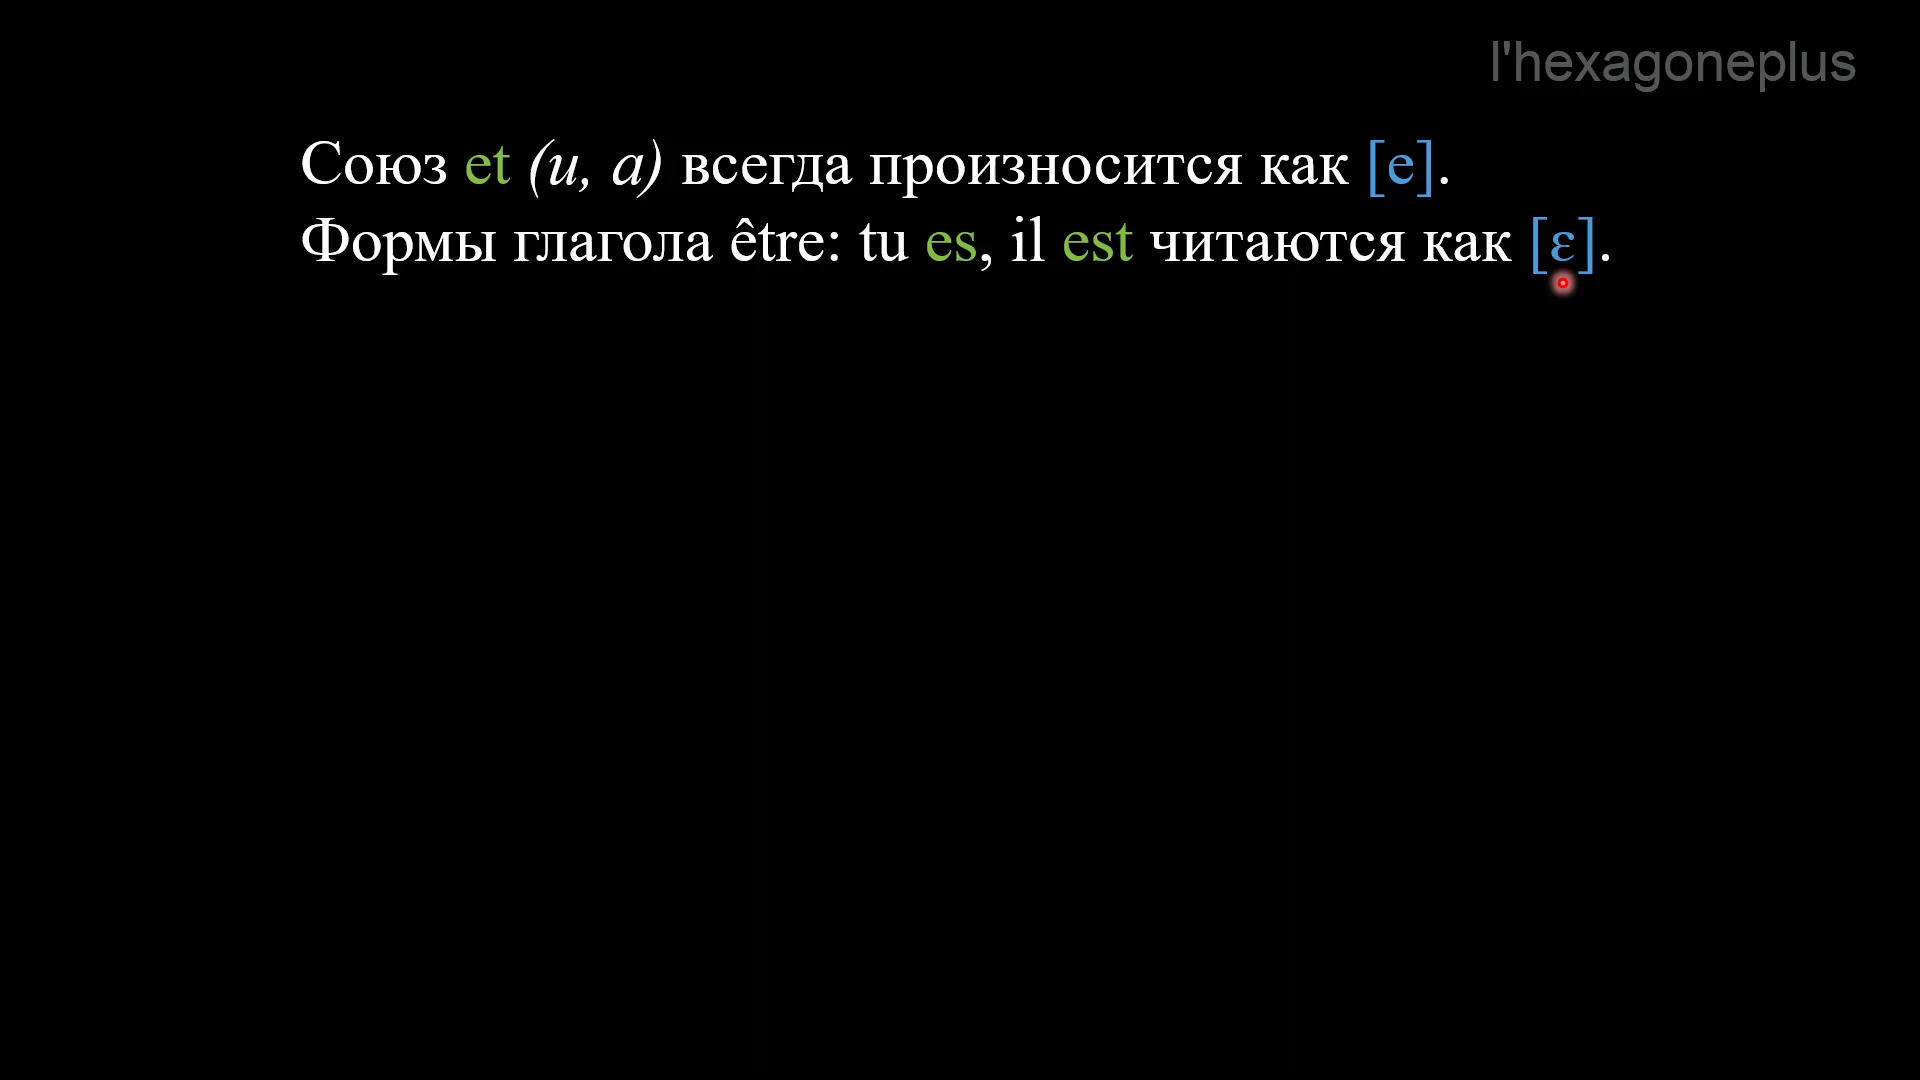 l'hexagoneplus
Союз et (и, а) всегда произносится как [e].
Формы глагола être: tu es, il est читаются как [ε].